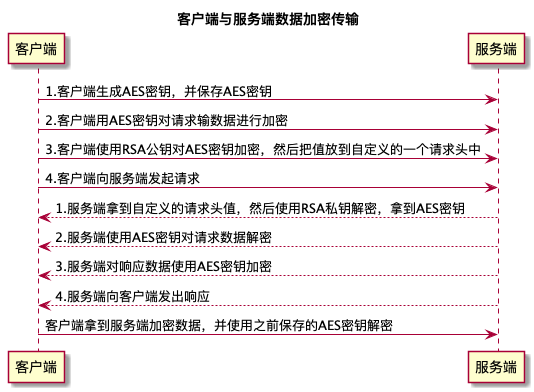 客户端与服务端数据加密传输
客户端 服务端
1.客户端生成AES密钥，并保存AES密钥
2.客户端用AES密钥对请求输数据进行加密
3.客户端使用RSA公钥对AES密钥加密，然后把值放到自定义的一个请求头中
4.客户端向服务端发起请求
1.服务端拿到自定义的请求头值，然后使用RSA私钥解密，拿到AES密钥
2.服务端使用AES密钥对请求数据解密
3.服务端对响应数据使用AES密钥加密
4.服务端向客户端发出响应
客户端拿到服务端加密数据，并使用之前保存的AES密钥解密
客户端 服务端